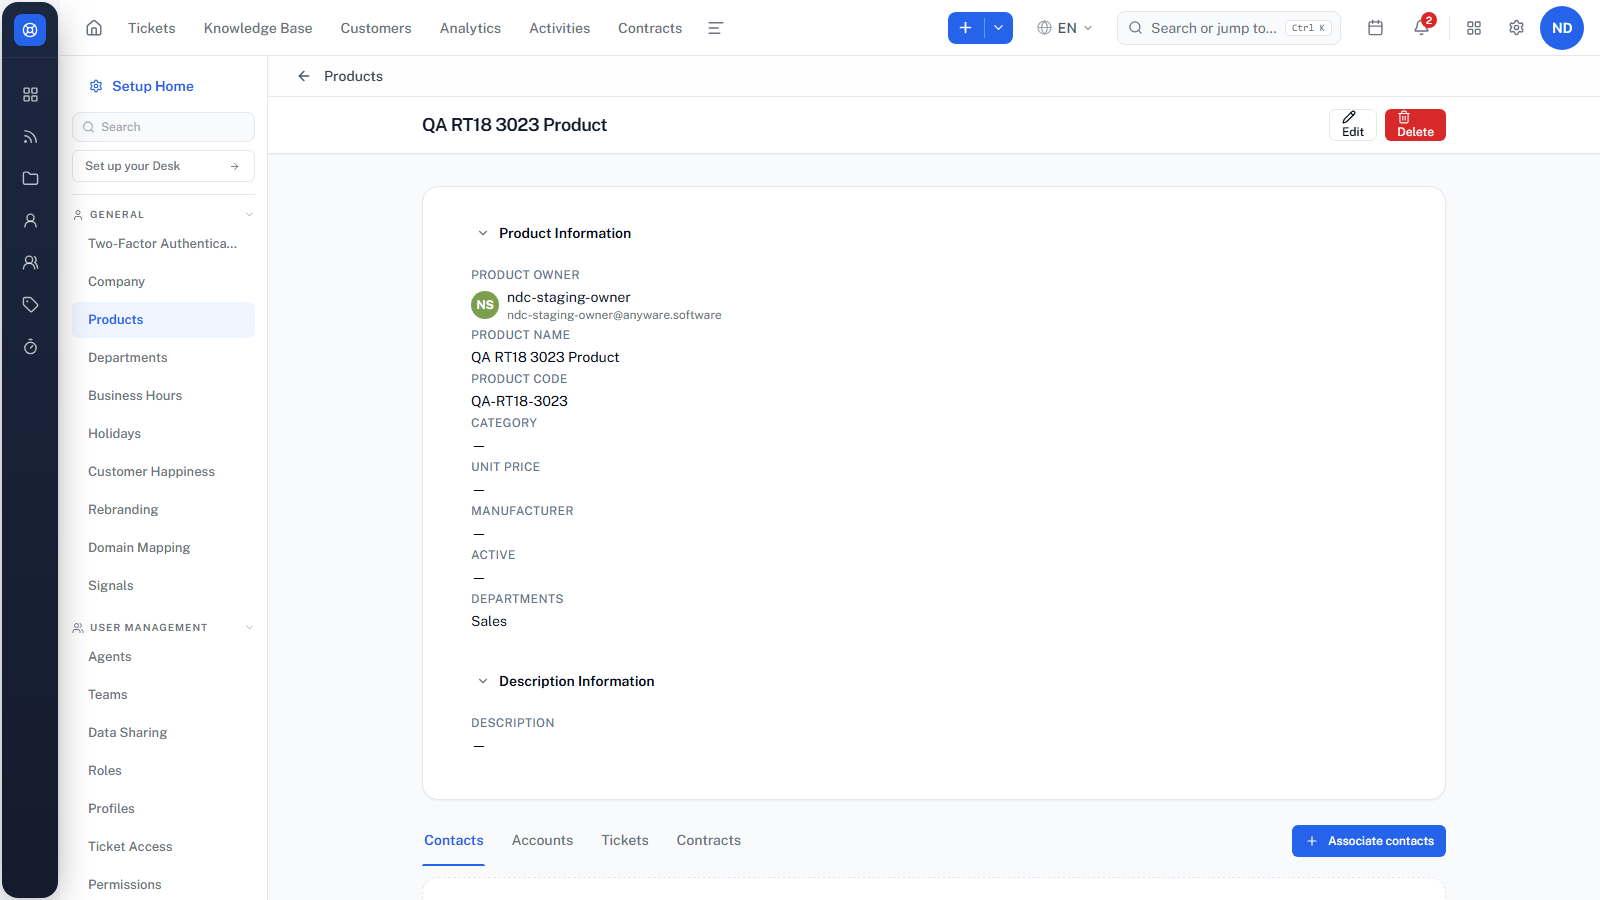 Tickets
Knowledge Base
Customers
Analytics
Activities
Contracts
EN
Search or jump to...
Ctrl K
2
ND
Setup Home
Search
Set up your Desk
GENERAL
Two-Factor Authentica...
Company
Products
Departments
Business Hours
Holidays
Customer Happiness
Rebranding
Domain Mapping
Signals
USER MANAGEMENT
Agents
Teams
Data Sharing
Roles
Profiles
Ticket Access
Permissions
Products
QA RT18 3023 Product
Edit
Delete
Product Information
PRODUCT OWNER
NS
ndc-staging-owner
ndc-staging-owner@anyware.software
PRODUCT NAME
QA RT18 3023 Product
PRODUCT CODE
QA-RT18-3023
CATEGORY
—
UNIT PRICE
—
MANUFACTURER
—
ACTIVE
—
DEPARTMENTS
Sales
Description Information
DESCRIPTION
—
Contacts
Accounts
Tickets
Contracts
Associate contacts